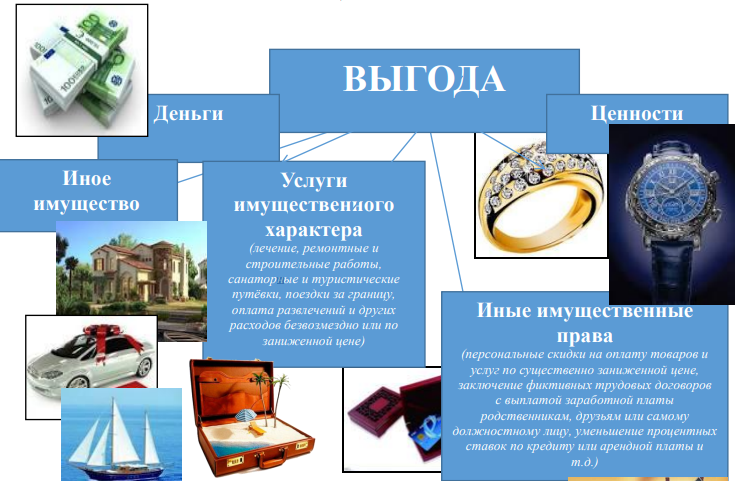 ВЫГОДА
Деньги
Ценности
Иное
имущество
Услуги
имущественного
характера
(лечение, ремонтные и
строительные работы,
санаторные и туристические
путёвки, поездки за границу,
оплата развлечений и других
расходов безвозмездно или по
заниженной цене)
Иные имущественные
права
(персональные скидки на оплату товаров и
услуг по существенно заниженной цене,
заключение фиктивных трудовых договоров
с выплатой заработной платы
родственникам, друзьям или самому
должностному лицу, уменьшение процентных
ставок по кредиту или арендной платы и
т.д.)
100
100